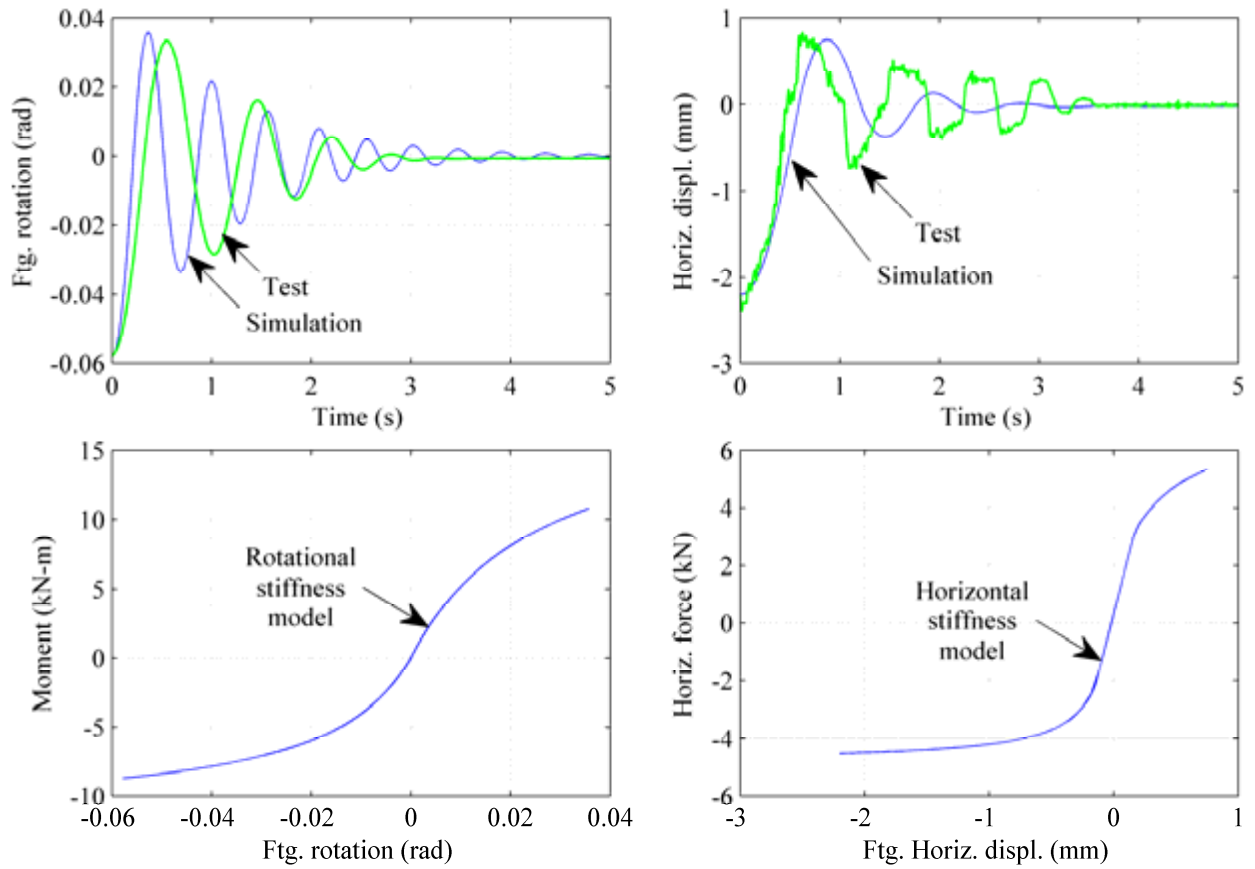 0.04
0.02
0
-0.02
-0.04
-0.06
Ftg. rotation (rad)
Test
Simulation
0 1 2 3 4 5
Time (s)
1
0
-1
-2
-3
Horiz. displ. (mm)
Test
Simulation
0 1 2 3 4 5
Time (s)
15
10
5
0
-5
-10
Moment (kN-m)
Rotational
stiffness
model
-0.06 -0.04 -0.02 0 0.02 0.04
Ftg. rotation (rad)
6
4
2
0
-2
-4
-6
Horiz. force (kN)
Horizontal
stiffness
model
-3 -2 -1 0 1
Ftg. Horiz. displ. (mm)